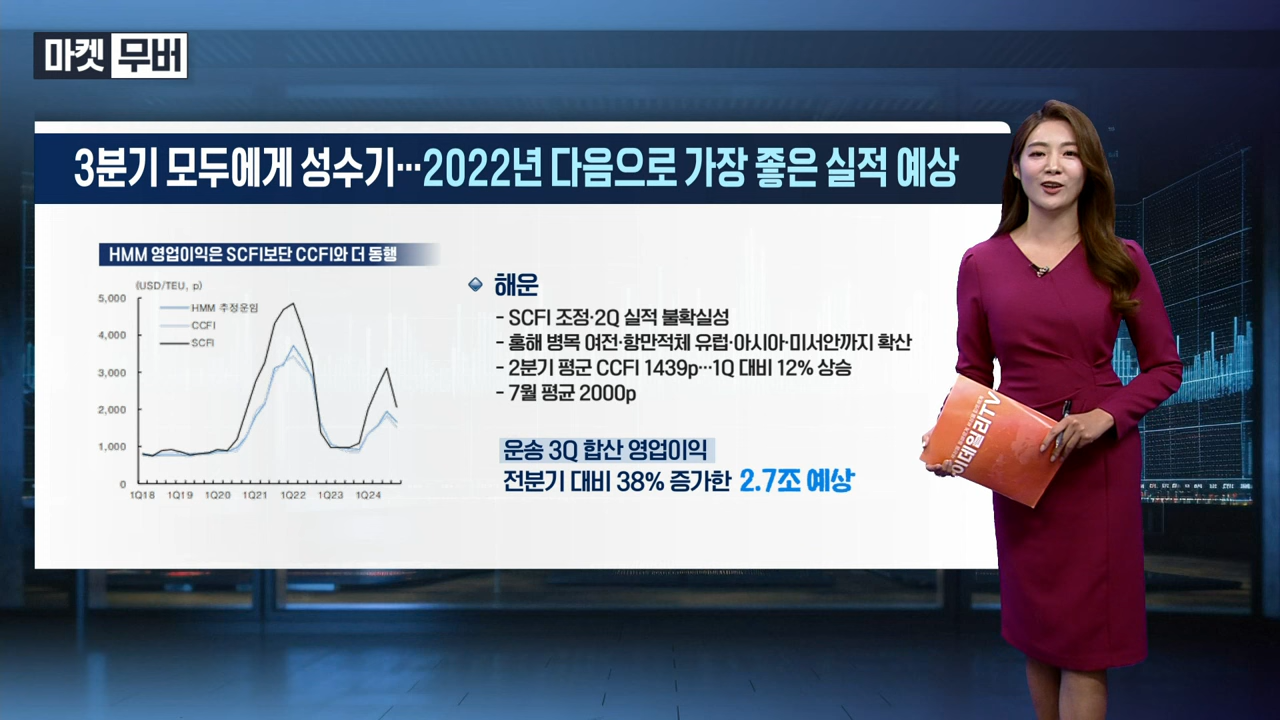 마켓 무버
3분기 모두에게 성수기…2022년 다음으로 가장 좋은 실적 예상
HMM 영업이익은 SCFI보단 CCFI와 더 동행
(USD/TEU, p)
5,000
4,000
3,000
2,000
1,000
0
HMM 추정운임
CCFI
SCFI
1Q18 1Q19 1Q20 1Q21 1Q22 1Q23 1Q24
해운
- SCFI 조정·2Q 실적 불확실성
- 홍해 병목 여전·항만적체 유럽·아시아·미서안까지 확산
- 2분기 평균 CCFI 1439p…1Q 대비 12% 상승
- 7월 평균 2000p
운송 3Q 합산 영업이익
전분기 대비 38% 증가한 2.7조 예상
이데일리TV